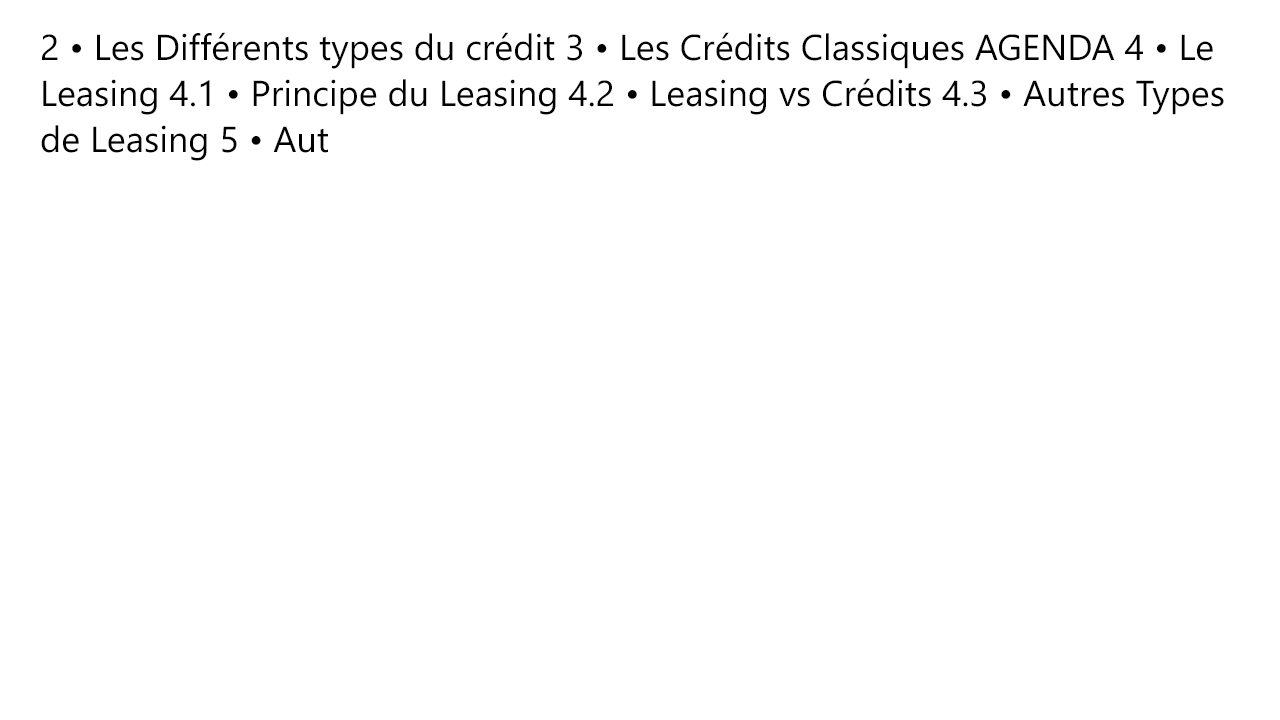 2 • Les Différents types du crédit 3 • Les Crédits Classiques AGENDA 4 • Le
Leasing 4.1 • Principe du Leasing 4.2 • Leasing vs Crédits 4.3 • Autres Types
de Leasing 5 • Aut